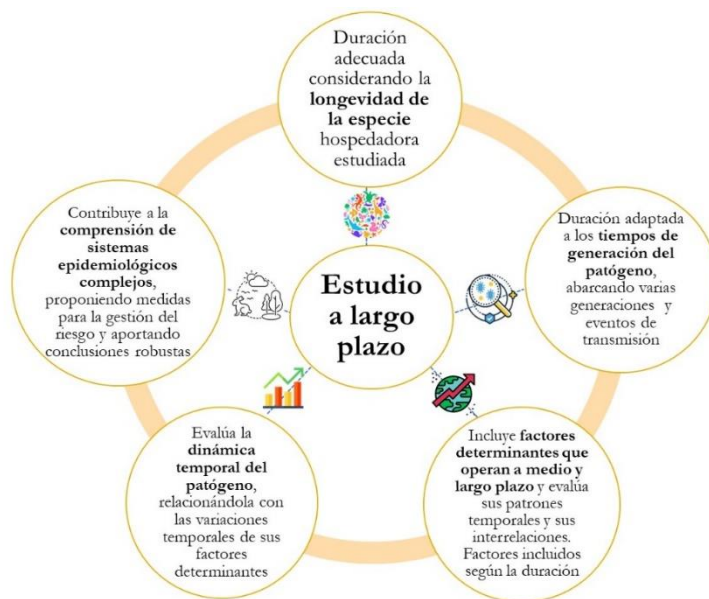 Duración
adecuada
considerando la
longevidad de
la especie
hospedadora
estudiada
Duración adaptada
a los tiempos de
generación del
patógeno,
abarcando varias
generaciones y
eventos de
transmisión
Incluye factores
determinantes que
operan a medio y
largo plazo y evalúa
sus patrones
temporales y sus
interrelaciones.
Factores incluidos
según la duración
Evalúa la
dinámica
temporal del
patógeno,
relacionándola con
las variaciones
temporales de sus
factores
determinantes
Contribuye a la
comprensión de
sistemas
epidemiológicos
complejos,
proponiendo medidas
para la gestión del
riesgo y aportando
conclusiones robustas
Estudio
a largo
plazo